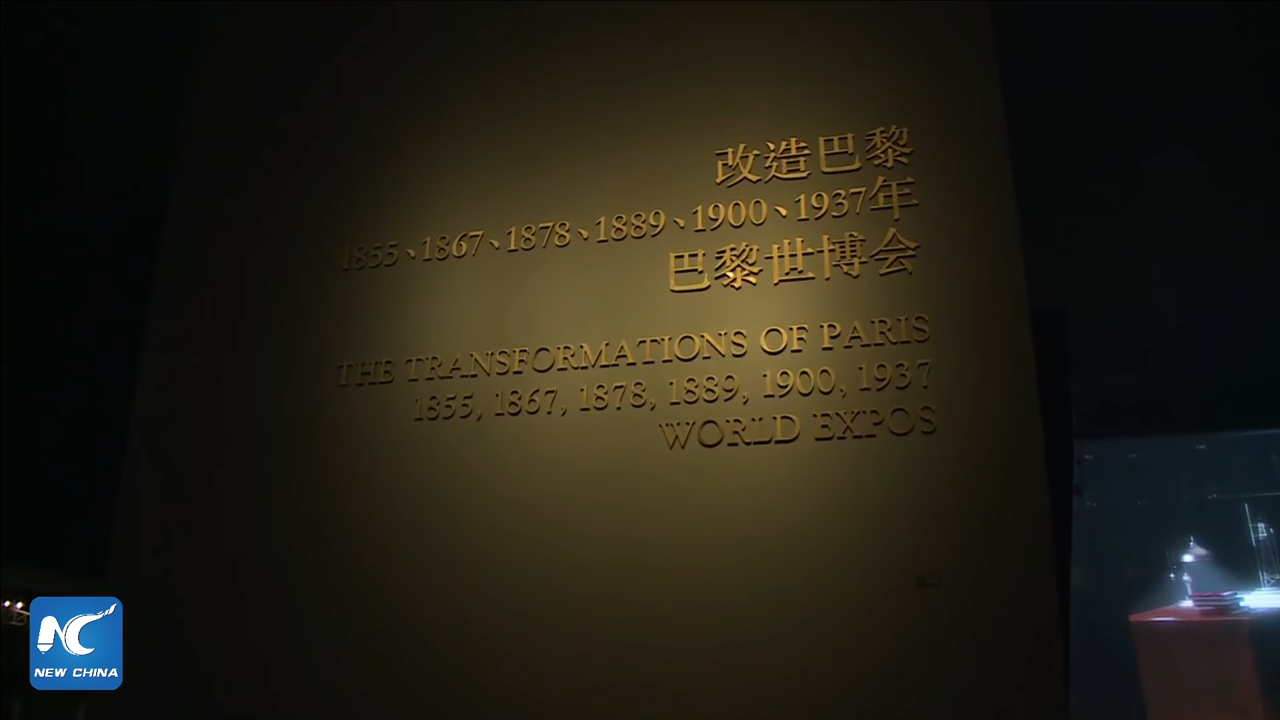 改造巴黎
1855、1867、1878、1889、1900、1937年
巴黎世博会
THE TRANSFORMATIONS OF PARIS
1855, 1867, 1878, 1889, 1900, 1937
WORLD EXPOS
NC
NEW CHINA